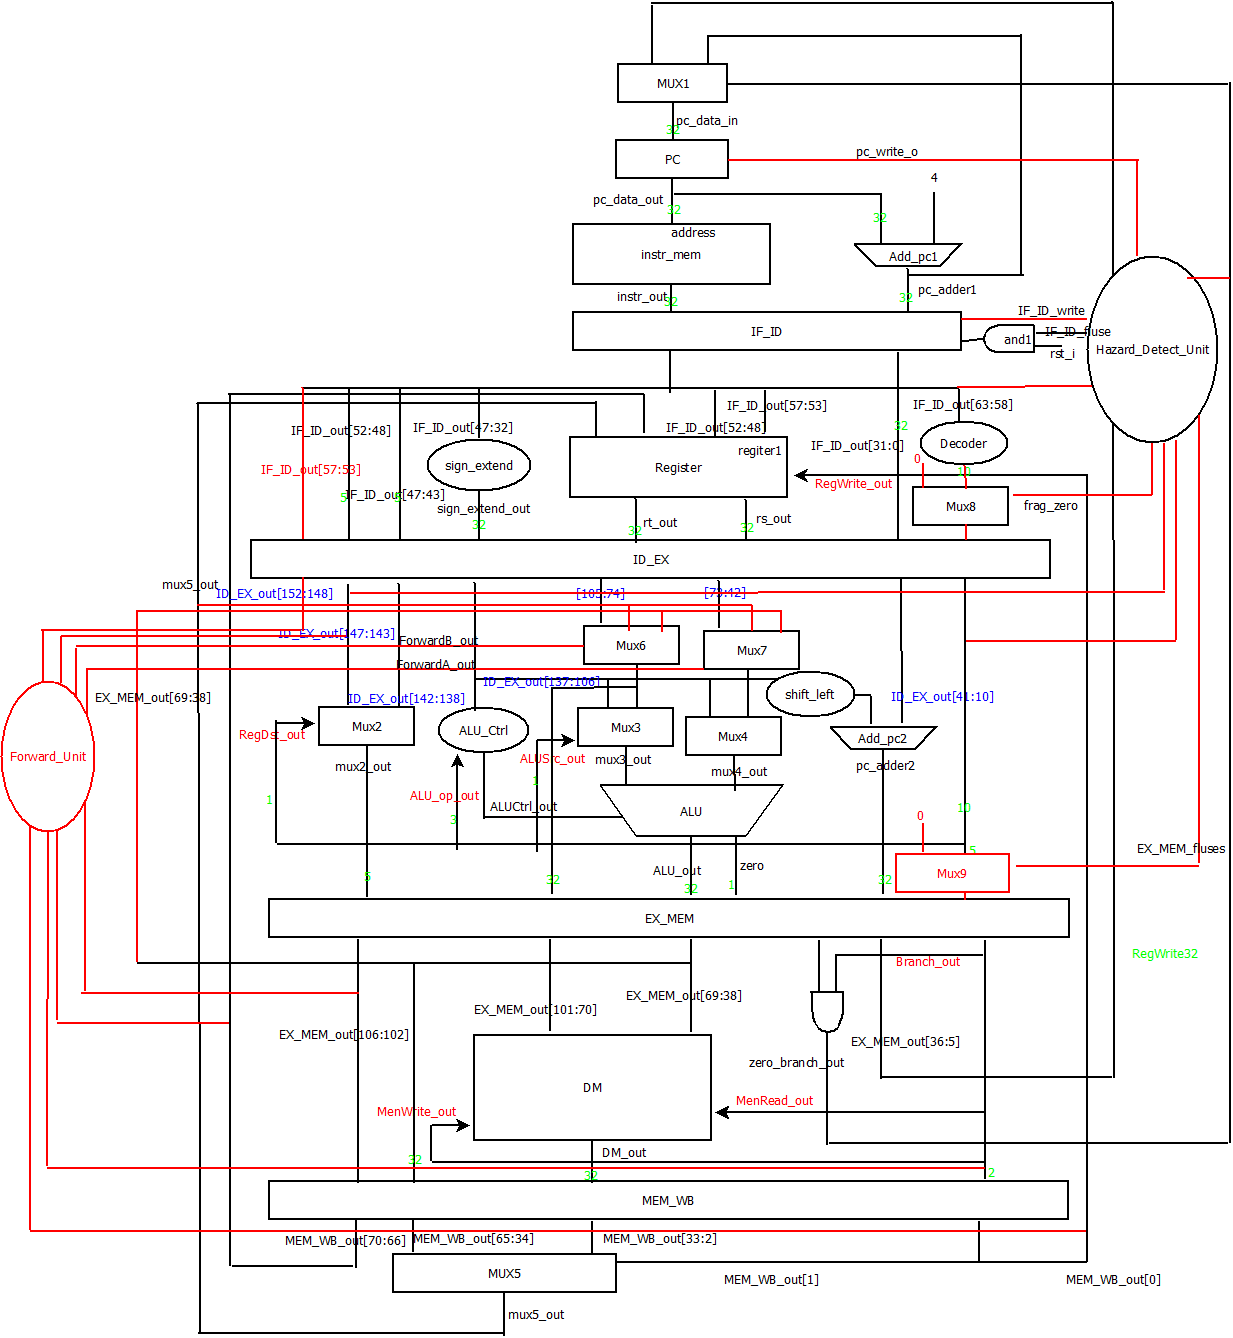 MUX1
pc_data_in
32
pc_write_o
PC
4
pc_data_out
32
32
address
instr_mem
Add_pc1
pc_adder1
instr_out
32
32
IF_ID_write
IF_ID
IF_ID_fuse
and1
rst_i
Hazard_Detect_Unit
IF_ID_out[57:53]
IF_ID_out[63:58]
IF_ID_out[52:48]
IF_ID_out[47:32]
IF_ID_out[52:48]
32
IF_ID_out[31:0]
Decoder
regiter1
sign_extend
Register
IF_ID_out[57:53]
0
10
RegWrite_out
5
IF_ID_out[47:43]
5
Mux8
frag_zero
sign_extend_out
32
rt_out
32
rs_out
32
ID_EX
mux5_out
ID_EX_out[152:148]
[105:74]
[73:42]
ID_EX_out[147:143]
ForwardB_out
Mux6
Mux7
ForwardA_out
ID_EX_out[137:106]
shift_left
EX_MEM_out[69:38]
ID_EX_out[142:138]
ID_EX_out[41:10]
RegDst_out
Mux2
ALU_Ctrl
Mux3
Mux4
Add_pc2
Forward_Unit
mux2_out
ALUSrc_out
mux3_out
mux4_out
pc_adder2
1
ALU_op_out
1
ALUCtrl_out
ALU
10
3
0
5
EX_MEM_fluses
ALU_out
zero
Mux9
5
32
32
1
32
EX_MEM
RegWrite32
Branch_out
EX_MEM_out[101:70]
EX_MEM_out[69:38]
EX_MEM_out[106:102]
EX_MEM_out[36:5]
zero_branch_out
DM
MenWrite_out
MenRead_out
32
DM_out
32
2
MEM_WB
MEM_WB_out[70:66]
MEM_WB_out[65:34]
MEM_WB_out[33:2]
MUX5
MEM_WB_out[1]
MEM_WB_out[0]
mux5_out